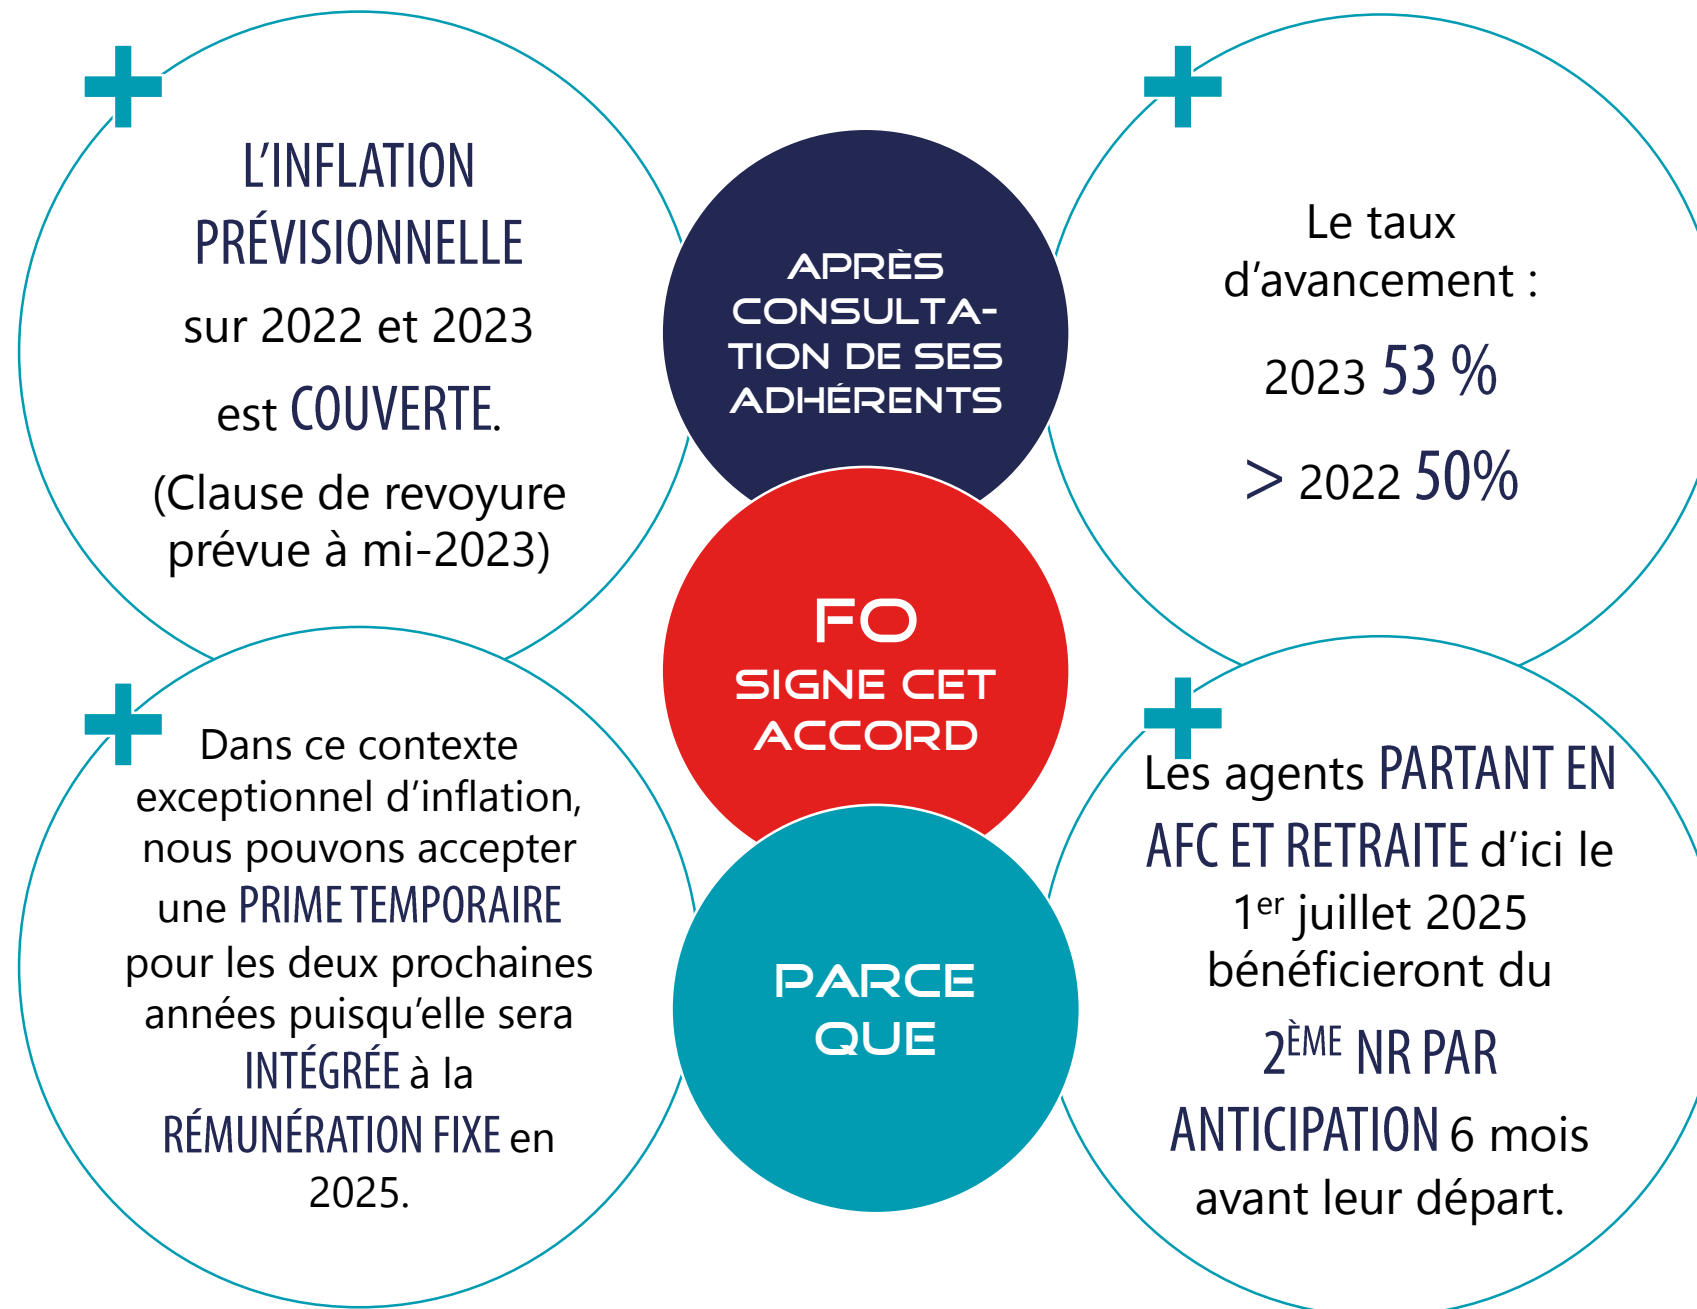 L’INFLATION
PRÉVISIONNELLE
sur 2022 et 2023
est COUVERTE.
(Clause de revoyure
prévue à mi-2023)
APRÈS
CONSULTA-
TION DE SES
ADHÉRENTS
Le taux
d’avancement :
2023 53 %
> 2022 50%
FO
SIGNE CET
ACCORD
Dans ce contexte
exceptionnel d’inflation,
nous pouvons accepter
une PRIME TEMPORAIRE
pour les deux prochaines
années puisqu’elle sera
INTÉGRÉE à la
RÉMUNÉRATION FIXE en
2025.
PARCE
QUE
Les agents PARTANT EN
AFC ET RETRAITE d’ici le
1er juillet 2025
bénéficieront du
2ÈME NR PAR
ANTICIPATION 6 mois
avant leur départ.